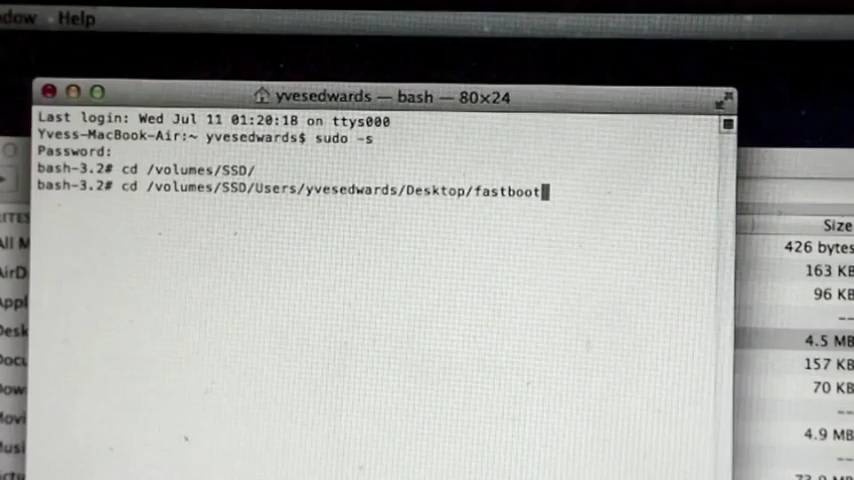 Help
yvesedwards — bash — 80×24
Last login: Wed Jul 11 01:20:18 on ttys000
Yvess-MacBook-Air:~ yvesedwards$ sudo -s
Password:
bash-3.2# cd /volumes/SSD/
bash-3.2# cd /volumes/SSD/Users/yvesedwards/Desktop/fastboot
Size
426 bytes
163 KB
96 KB
--
4.5 MB
157 KB
70 KB
--
4.9 MB
--